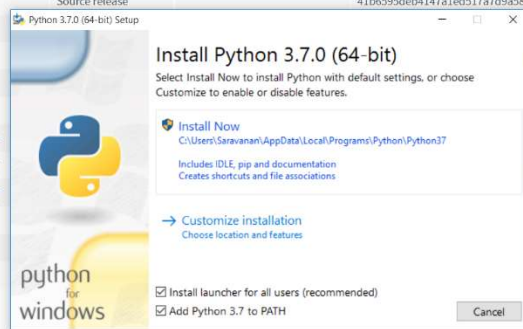 Source release
Python 3.7.0 (64-bit) Setup
Install Python 3.7.0 (64-bit)
Select Install Now to install Python with default settings, or choose
Customize to enable or disable features.
Install Now
C:\Users\Saravanan\AppData\Local\Programs\Python\Python37
Includes IDLE, pip and documentation
Creates shortcuts and file associations
→ Customize installation
Choose location and features
python
for
windows
Install launcher for all users (recommended)
Add Python 3.7 to PATH
Cancel